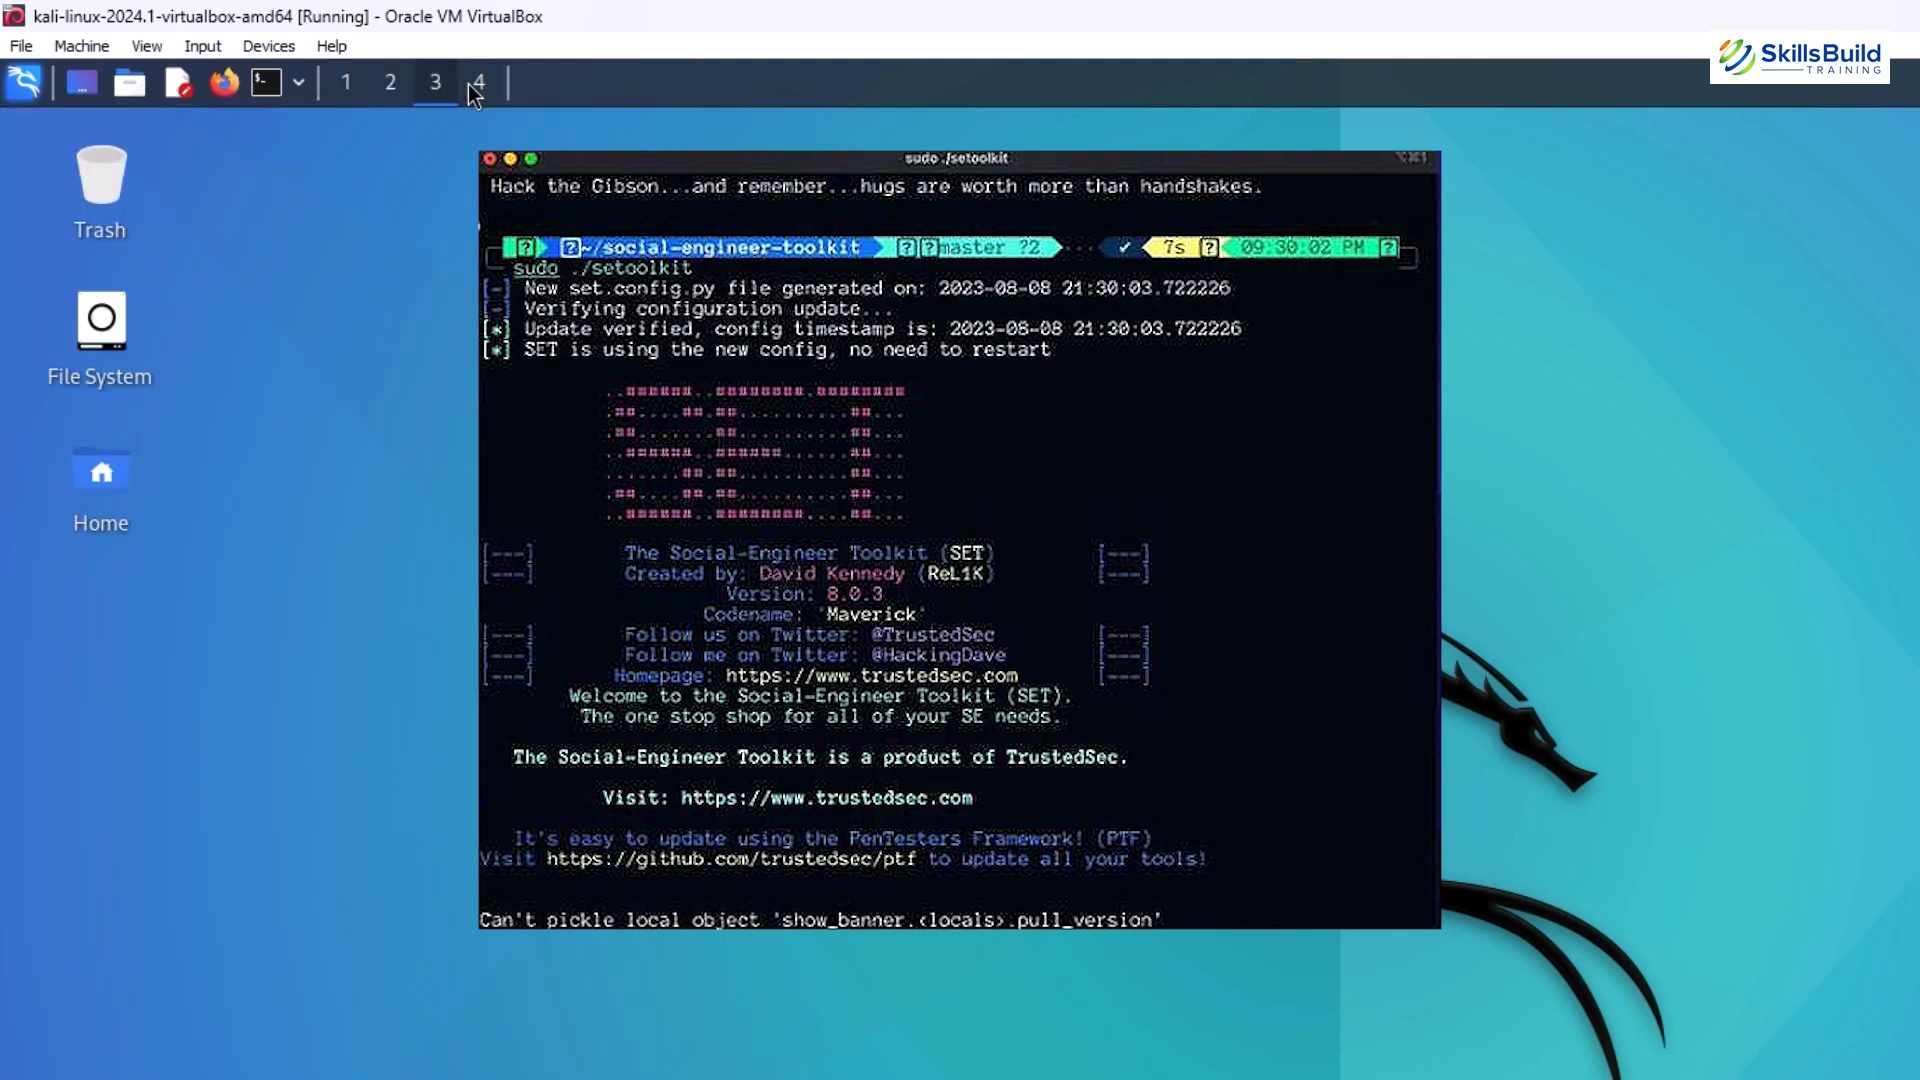 kali-linux-2024.1-virtualbox-amd64 [Running] - Oracle VM VirtualBox
File Machine View Input Devices Help
SkillsBuild
TRAINING
1 2 3 4
Trash
File System
Home
sudo ./setoolkit
Hack the Gibson...and remember...hugs are worth more than handshakes.
~/social-engineer-toolkit master ?2 ✔ 7s 09:30:02 PM
sudo ./setoolkit
[-] New set.config.py file generated on: 2023-08-08 21:30:03.722226
[-] Verifying configuration update...
[*] Update verified, config timestamp is: 2023-08-08 21:30:03.722226
[*] SET is using the new config, no need to restart
..######..########.########
.##....##.##..........##...
.##.......##..........##...
..######..######......##...
.......##.##..........##...
.##....##.##..........##...
..######..########....##...
[---] The Social-Engineer Toolkit (SET) [---]
[---] Created by: David Kennedy (ReL1K) [---]
Version: 8.0.3
Codename: 'Maverick'
[---] Follow us on Twitter: @TrustedSec [---]
[---] Follow me on Twitter: @HackingDave [---]
[---] Homepage: https://www.trustedsec.com [---]
Welcome to the Social-Engineer Toolkit (SET).
The one stop shop for all of your SE needs.
The Social-Engineer Toolkit is a product of TrustedSec.
Visit: https://www.trustedsec.com
It's easy to update using the PenTesters Framework! (PTF)
Visit https://github.com/trustedsec/ptf to update all your tools!
Can't pickle local object 'show_banner.<locals>.pull_version'